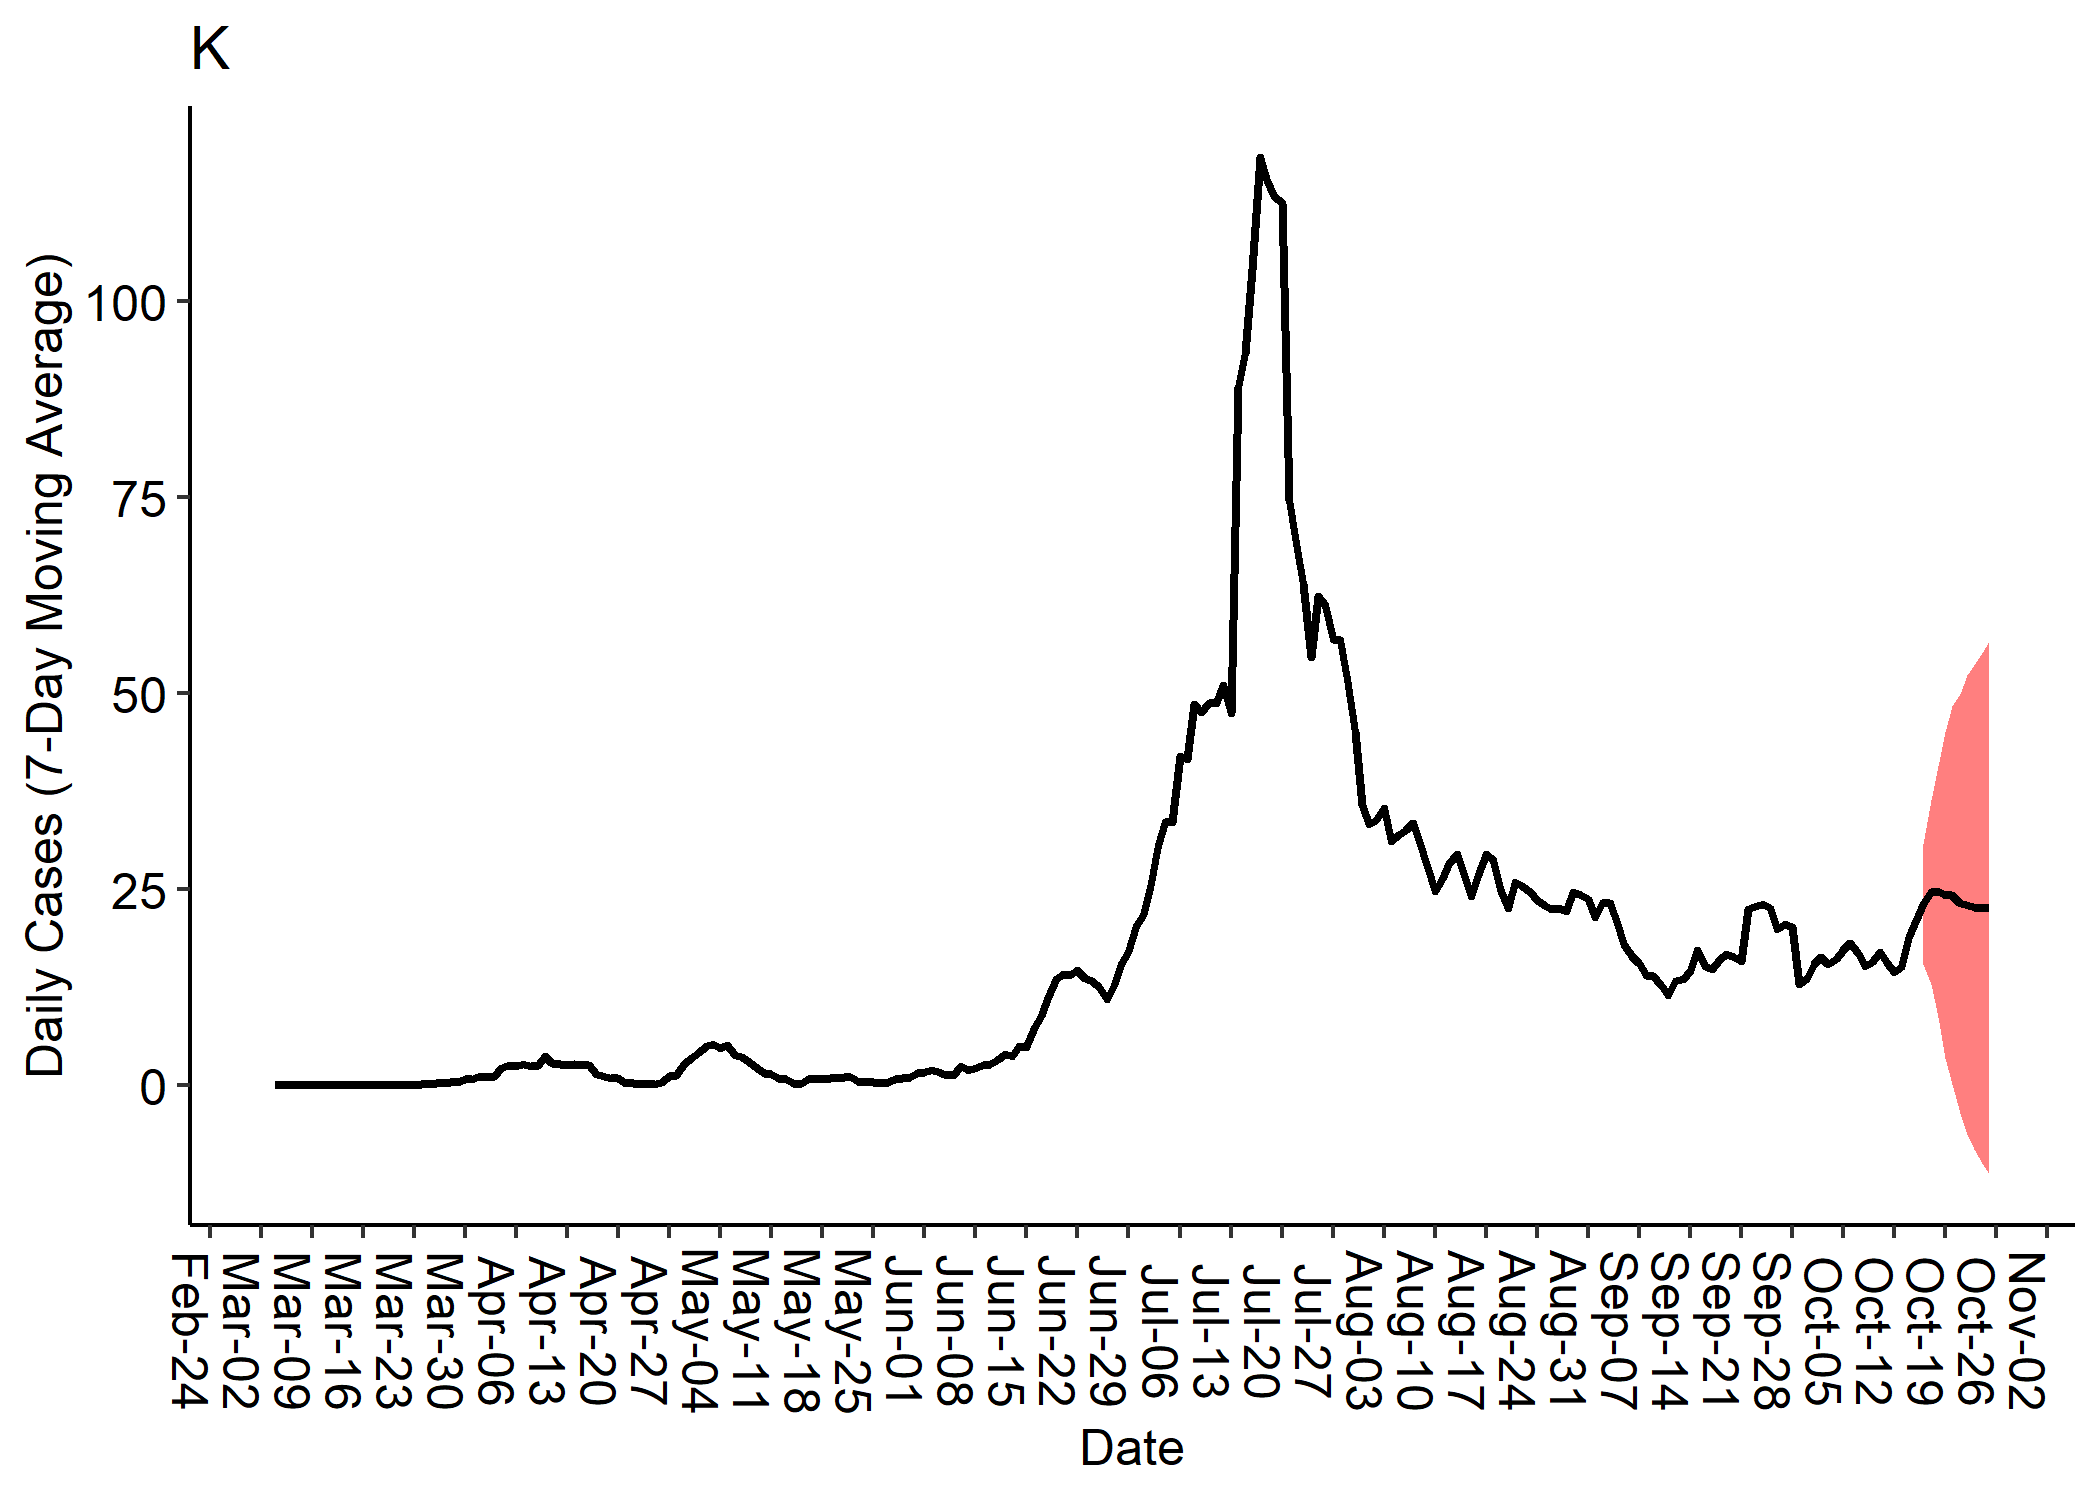 K
Daily Cases (7-Day Moving Average)
100
75
50
25
0
Feb-24
Mar-02
Mar-09
Mar-16
Mar-23
Mar-30
Apr-06
Apr-13
Apr-20
Apr-27
May-04
May-11
May-18
May-25
Jun-01
Jun-08
Jun-15
Jun-22
Jun-29
Jul-06
Jul-13
Jul-20
Jul-27
Aug-03
Aug-10
Aug-17
Aug-24
Aug-31
Sep-07
Sep-14
Sep-21
Sep-28
Oct-05
Oct-12
Oct-19
Oct-26
Nov-02
Date